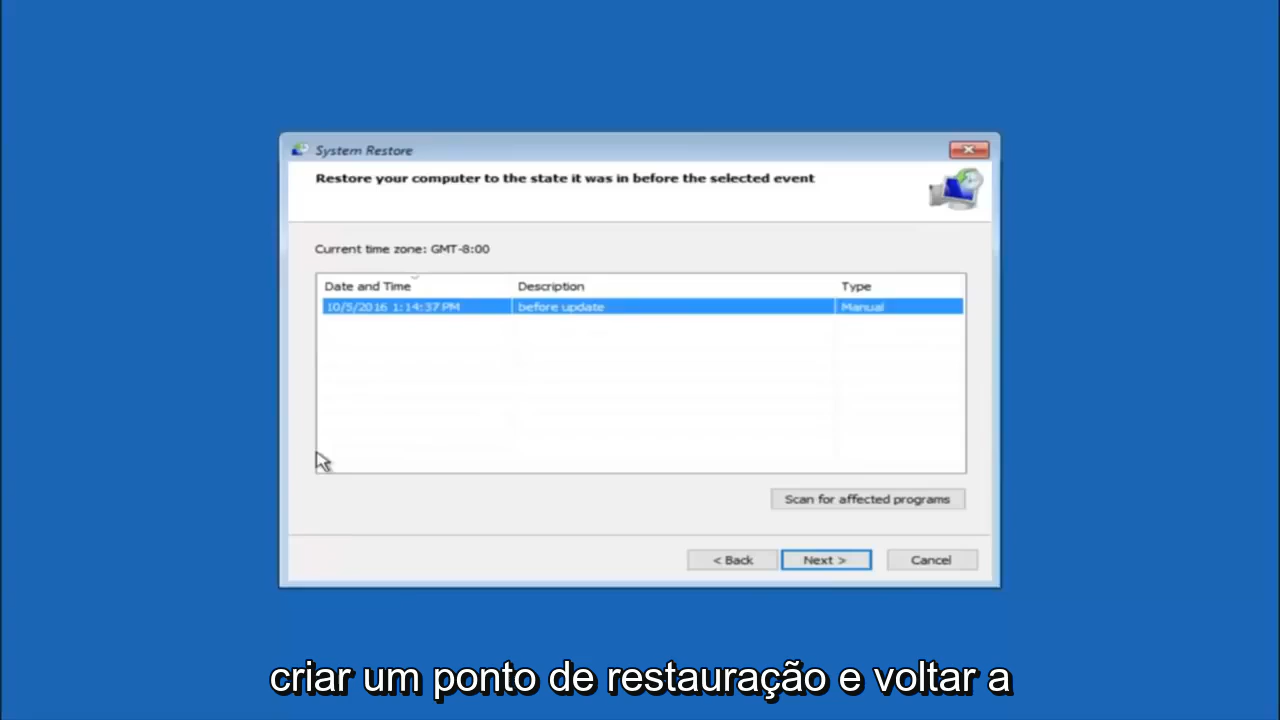 System Restore
Restore your computer to the state it was in before the selected event
Current time zone: GMT-8:00
Date and Time Description Type
10/5/2016 1:14:37 PM before update Manual
Scan for affected programs
< Back Next > Cancel
criar um ponto de restauração e voltar a